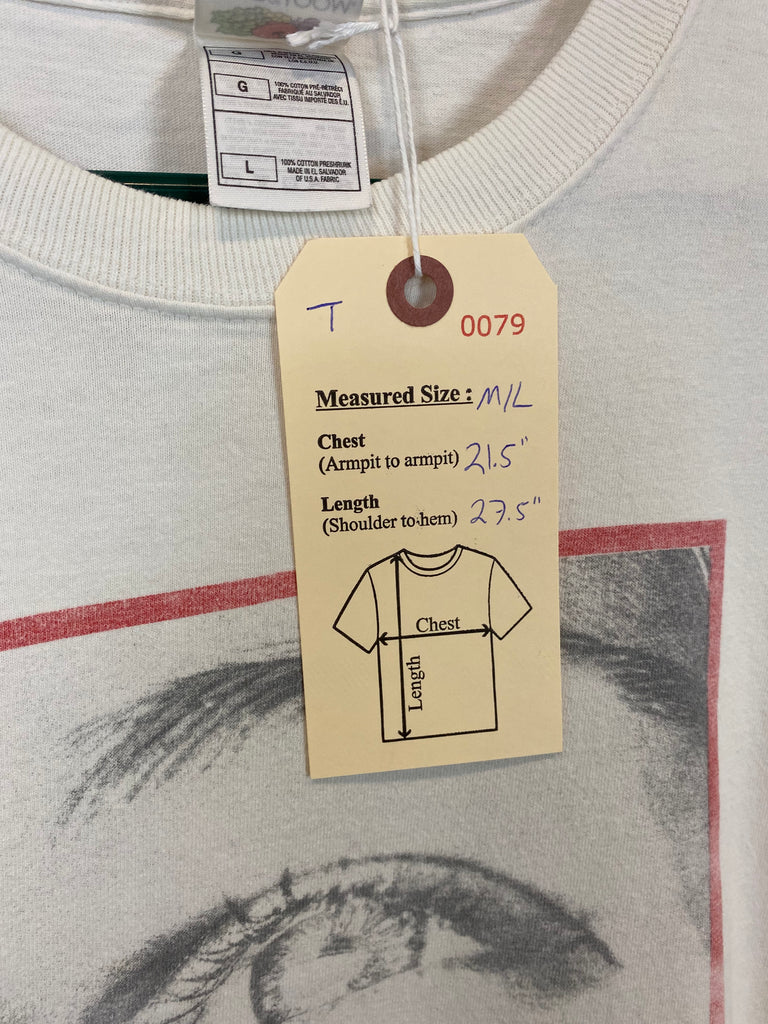 G
100% COTON PRÉ-RÉTRÉCI
FABRIQUÉ AU SALVADOR
AVEC TISSU IMPORTÉ DES É.U.
L
100% COTTON PRESHRUNK
MADE IN EL SALVADOR
OF U.S.A. FABRIC
T
0079
Measured Size : M/L
Chest
(Armpit to armpit) 21.5"
Length
(Shoulder to hem) 27.5"
Chest
Length